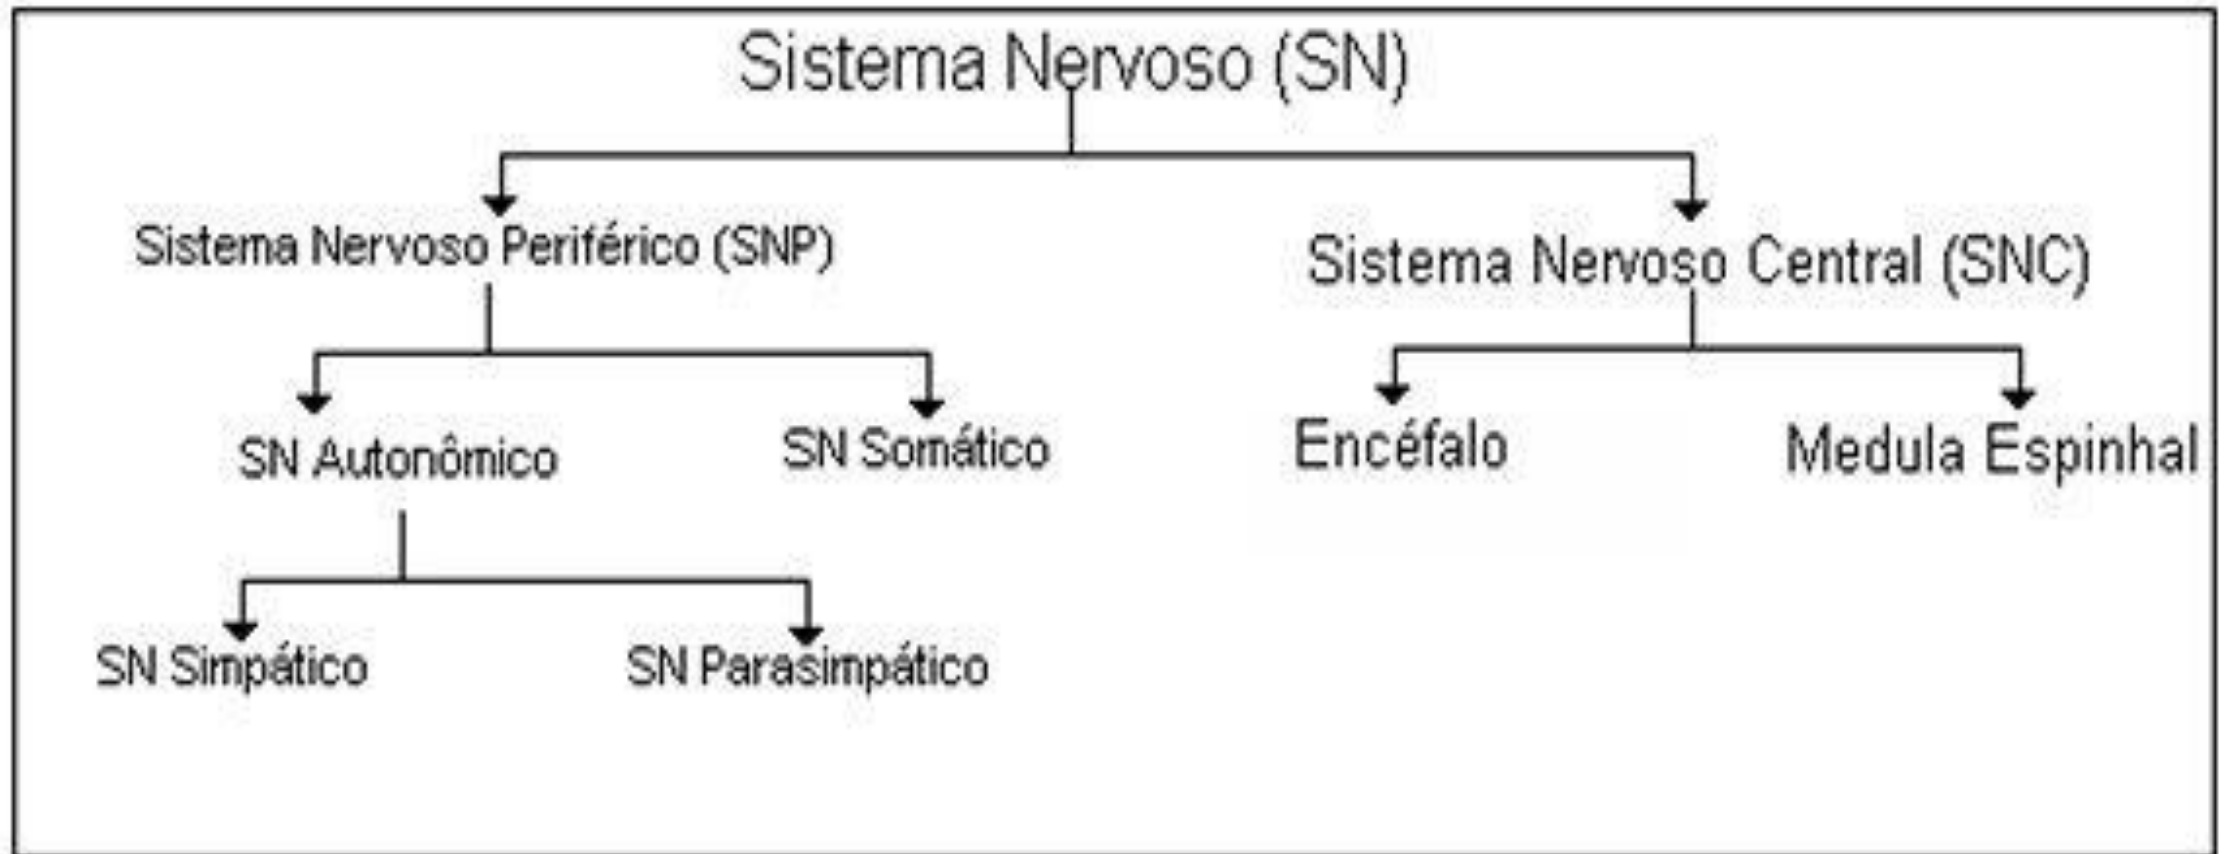 Sistema Nervoso (SN)
Sistema Nervoso Periférico (SNP)
Sistema Nervoso Central (SNC)
SN Autonômico
SN Somático
Encéfalo
Medula Espinhal
SN Simpático
SN Parasimpático